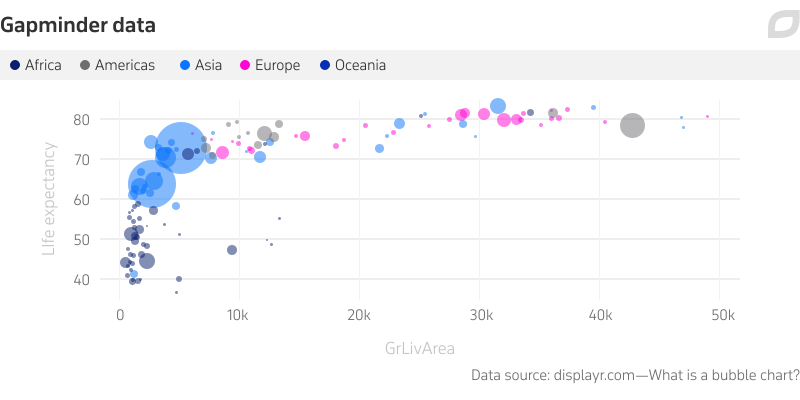 Gapminder data
Africa Americas Asia Europe Oceania
80
70
60
50
40
LIfe expectancy
0 10k 20k 30k 40k 50k
GrLivArea
Data source: displayr.com—What is a bubble chart?